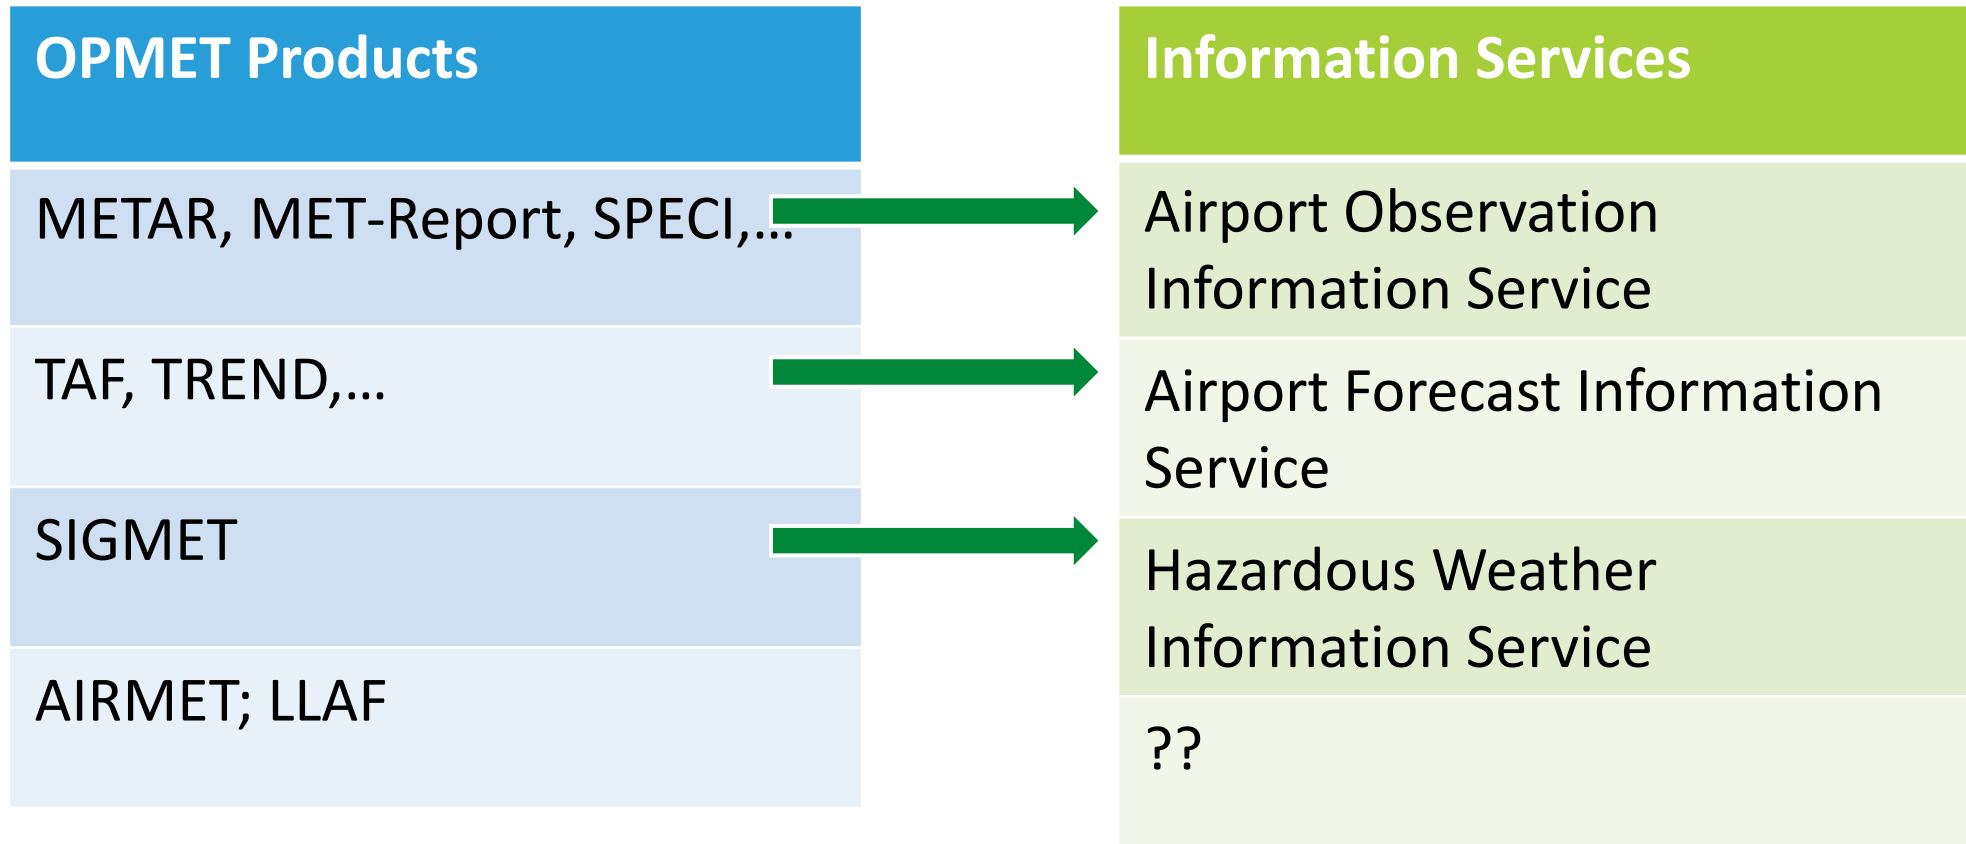 OPMET Products
METAR, MET-Report, SPECI,...
TAF, TREND,...
SIGMET
AIRMET; LLAF
Information Services
Airport Observation
Information Service
Airport Forecast Information
Service
Hazardous Weather
Information Service
??